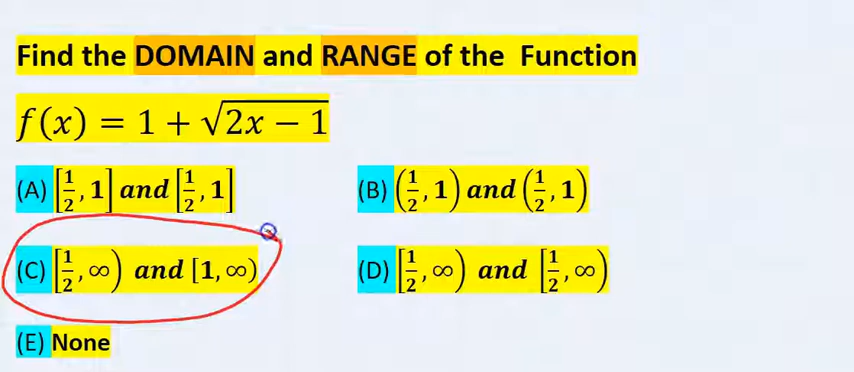 Find the DOMAIN and RANGE of the Function
f(x) = 1 + √(2x − 1)
(A) [1/2, 1] and [1/2, 1] (B) (1/2, 1) and (1/2, 1)
(C) [1/2, ∞) and [1, ∞) (D) [1/2, ∞) and [1/2, ∞)
(E) None